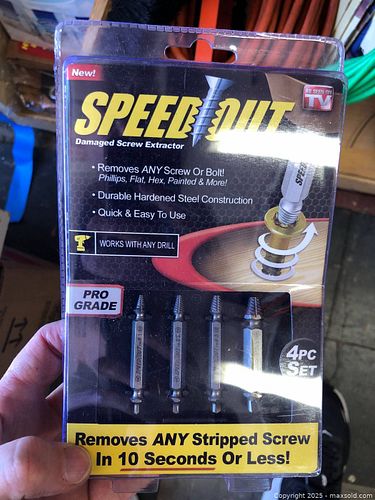 New!
SPEED OUT
AS SEEN ON
TV
Damaged Screw Extractor
• Removes ANY Screw Or Bolt!
Phillips, Flat, Hex, Painted & More!
• Durable Hardened Steel Construction
• Quick & Easy To Use
WORKS WITH ANY DRILL
PRO
GRADE
4PC
SET
Removes ANY Stripped Screw
In 10 Seconds Or Less!
Copyright 2025 - maxsold.com